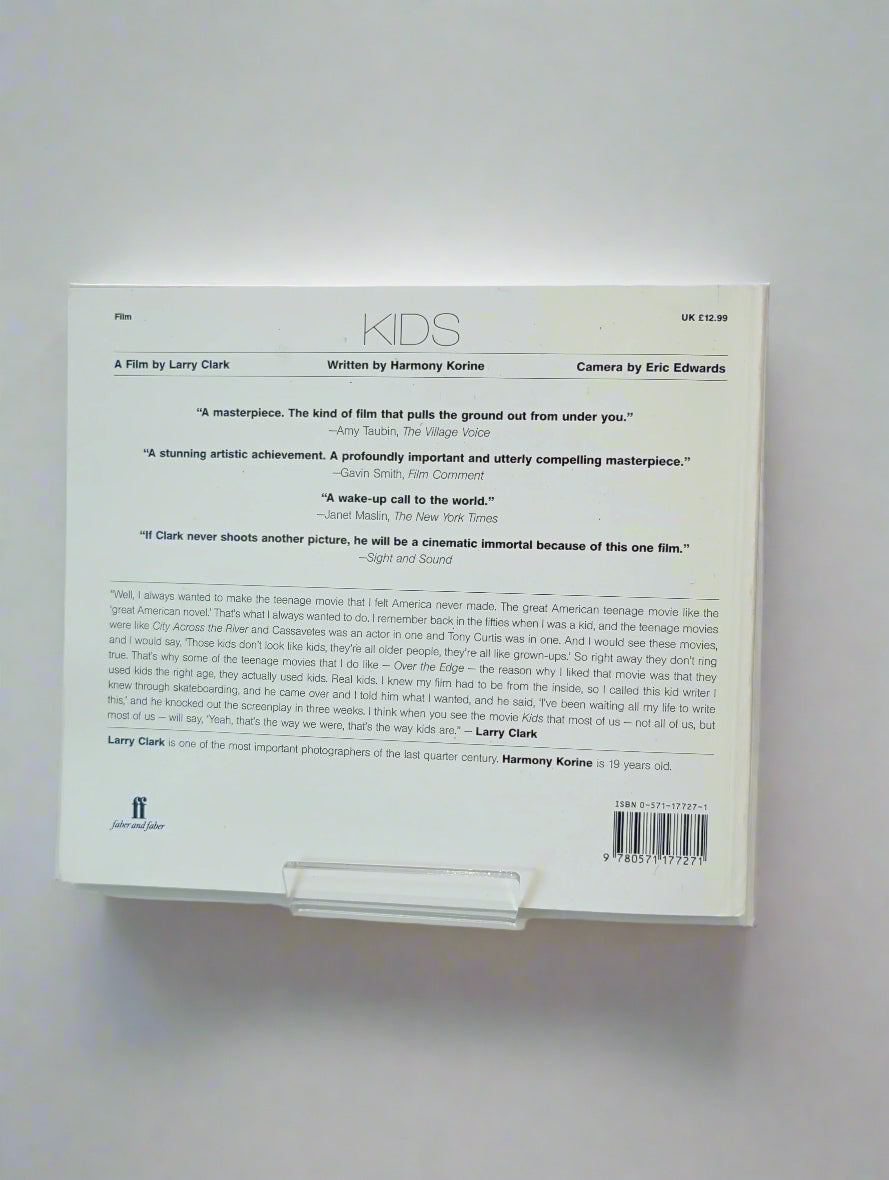 Film
KIDS
UK £12.99
A Film by Larry Clark
Written by Harmony Korine
Camera by Eric Edwards
“A masterpiece. The kind of film that pulls the ground out from under you.”
—Amy Taubin, The Village Voice
“A stunning artistic achievement. A profoundly important and utterly compelling masterpiece.”
—Gavin Smith, Film Comment
“A wake-up call to the world.”
—Janet Maslin, The New York Times
“If Clark never shoots another picture, he will be a cinematic immortal because of this one film.”
—Sight and Sound
“Well, I always wanted to make the teenage movie that I felt America never made. The great American teenage movie like the
‘great American novel.’ That’s what I always wanted to do. I remember back in the fifties when I was a kid, and the teenage movies
were like City Across the River and Cassavetes was an actor in one and Tony Curtis was in one. And I would see these movies,
and I would say, ‘Those kids don’t look like kids, they’re all older people, they’re all like grown-ups.’ So right away they don’t ring
true. That’s why some of the teenage movies that I do like – Over the Edge – the reason why I liked that movie was that they
used kids the right age, they actually used kids. Real kids. I knew my film had to be from the inside, so I called this kid writer I
knew through skateboarding, and he came over and I told him what I wanted, and he said, ‘I’ve been waiting all my life to write
this,’ and he knocked out the screenplay in three weeks. I think when you see the movie Kids that most of us – not all of us, but
most of us – will say, ‘Yeah, that’s the way we were, that’s the way kids are.” – Larry Clark
Larry Clark is one of the most important photographers of the last quarter century. Harmony Korine is 19 years old.
ff
faber and faber
ISBN 0-571-17727-1
9 780571 177271